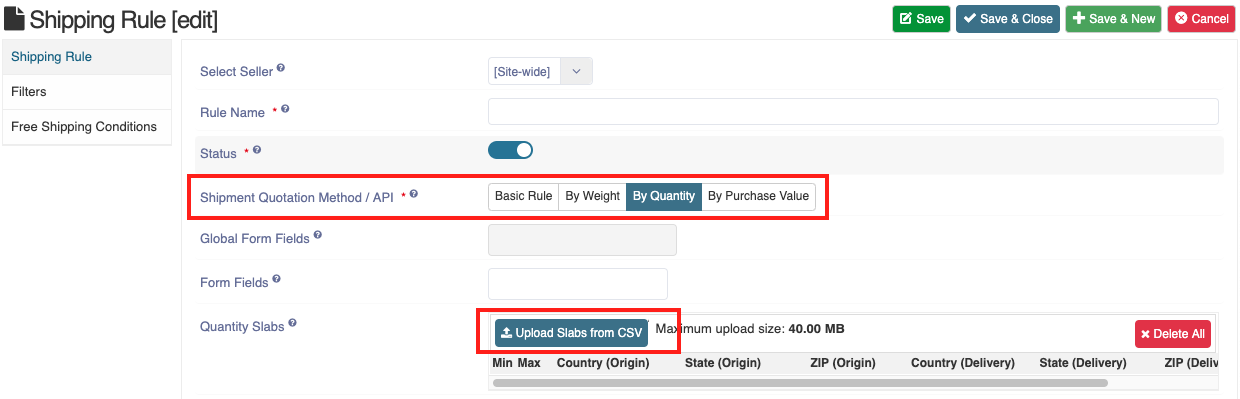 Shipping Rule [edit]
Save
Save & Close
Save & New
Cancel
Shipping Rule
Filters
Free Shipping Conditions
Select Seller
[Site-wide]
Rule Name *
Status *
Shipment Quotation Method / API *
Basic Rule By Weight By Quantity By Purchase Value
Global Form Fields
Form Fields
Quantity Slabs
Upload Slabs from CSV Maximum upload size: 40.00 MB
Delete All
Min Max Country (Origin) State (Origin) ZIP (Origin) Country (Delivery) State (Delivery) ZIP (Deliv